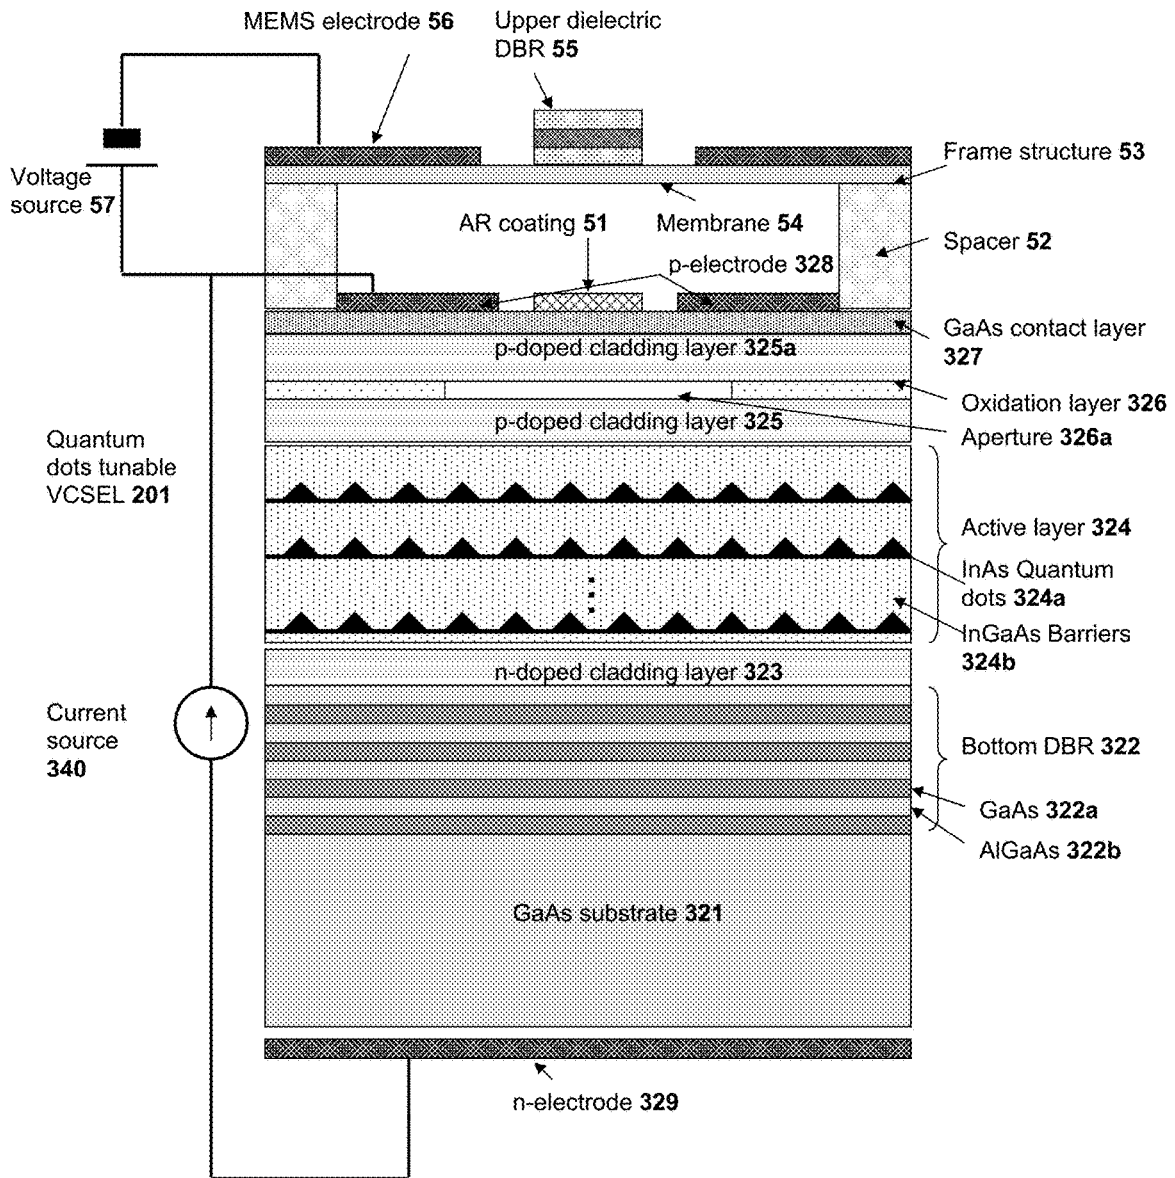 MEMS electrode 56
Upper dielectric
DBR 55
Voltage
source 57
Frame structure 53
AR coating 51
Membrane 54
Spacer 52
p-electrode 328
GaAs contact layer
327
p-doped cladding layer 325a
Oxidation layer 326
p-doped cladding layer 325
Aperture 326a
Quantum
dots tunable
VCSEL 201
Active layer 324
InAs Quantum
dots 324a
InGaAs Barriers
324b
n-doped cladding layer 323
Current
source
340
Bottom DBR 322
GaAs 322a
AlGaAs 322b
GaAs substrate 321
n-electrode 329